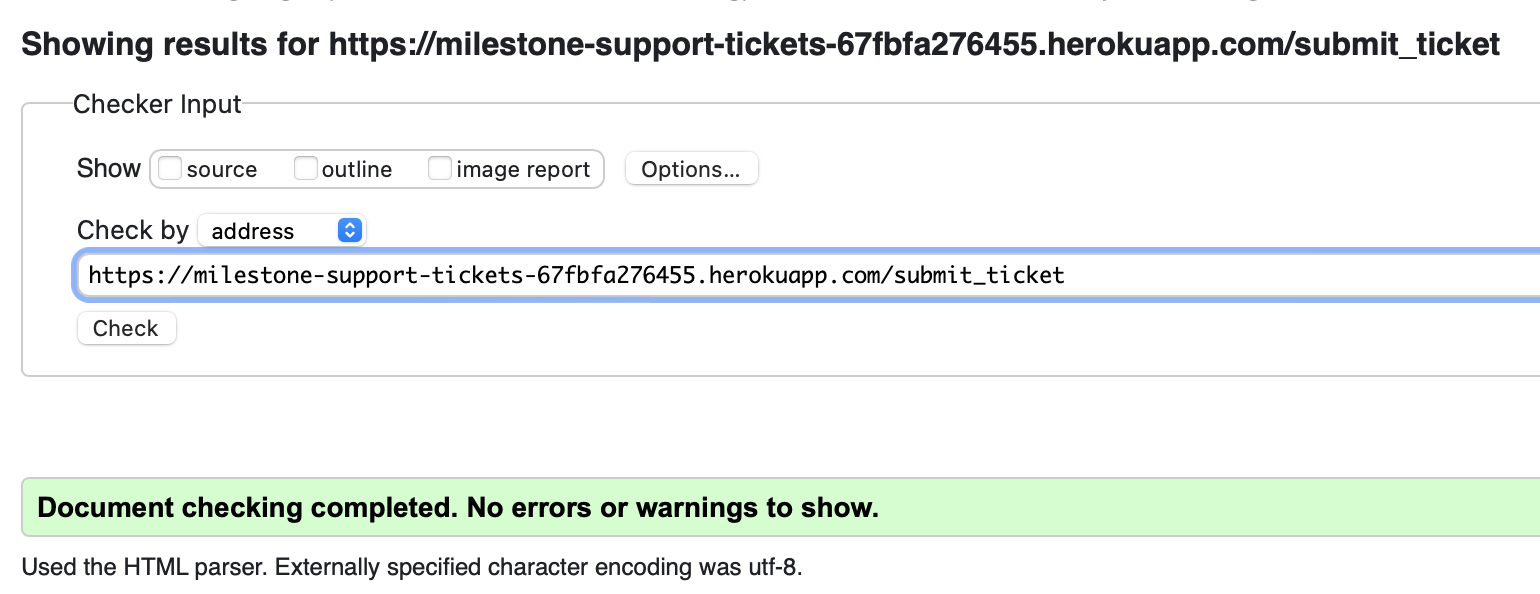 Showing results for https://milestone-support-tickets-67fbfa276455.herokuapp.com/submit_ticket
Checker Input
Show source outline image report Options...
Check by address
https://milestone-support-tickets-67fbfa276455.herokuapp.com/submit_ticket
Check
Document checking completed. No errors or warnings to show.
Used the HTML parser. Externally specified character encoding was utf-8.